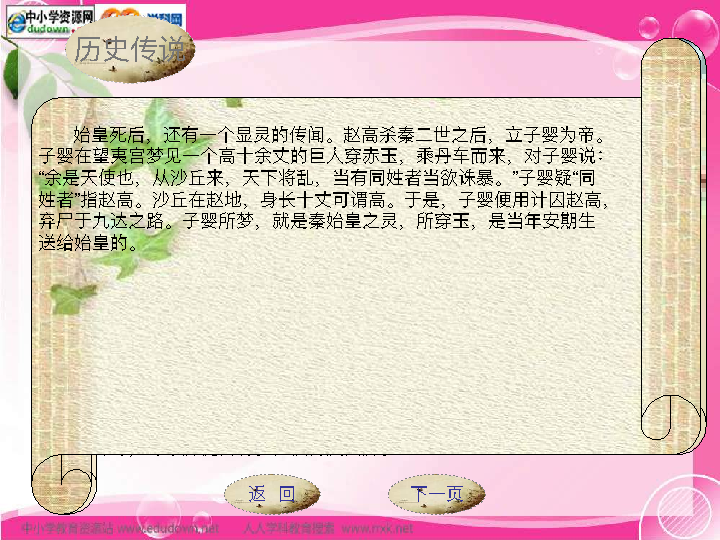 中小学资源网
edudown.net
学科网
历史传说
始皇死后，还有一个显灵的传闻。赵高杀秦二世之后，立子婴为帝。
子婴在望夷宫梦见一个高十余丈的巨人穿赤玉，乘丹车而来，对子婴说：
“余是天使也，从沙丘来，天下将乱，当有同姓者当欲诛暴。”子婴疑“同
姓者”指赵高。沙丘在赵地，身长十丈可谓高。于是，子婴便用计囚赵高，
弃尸于九达之路。子婴所梦，就是秦始皇之灵，所穿玉，是当年安期生
送给始皇的。
返 回
下一页
中小学教育资源站 www.edudown.net
人人学科教育搜索 www.rrxk.net